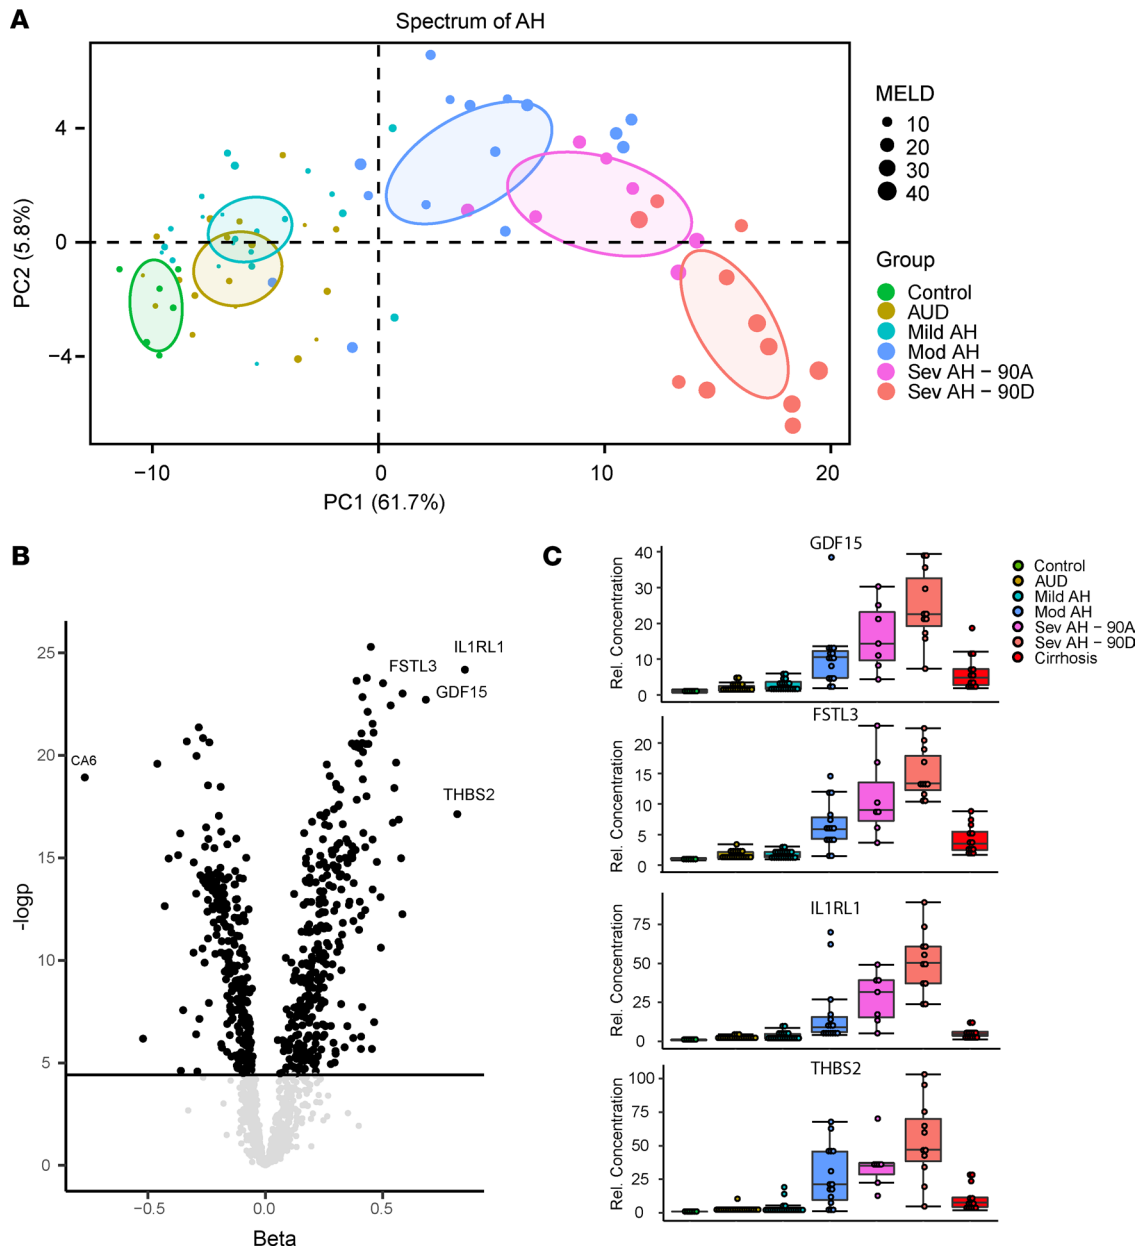 A
Spectrum of AH
PC2 (5.8%)
4
0
−4
−10
0
10
20
PC1 (61.7%)
MELD
10
20
30
40
Group
Control
AUD
Mild AH
Mod AH
Sev AH − 90A
Sev AH − 90D
B
-logp
25
20
15
10
5
0
IL1RL1
FSTL3
GDF15
CA6
THBS2
−0.5
0.0
0.5
Beta
C
GDF15
Rel. Concentration
40
30
20
10
0
FSTL3
Rel. Concentration
20
15
10
5
0
IL1RL1
Rel. Concentration
75
50
25
0
THBS2
Rel. Concentration
100
75
50
25
0
Control
AUD
Mild AH
Mod AH
Sev AH − 90A
Sev AH − 90D
Cirrhosis